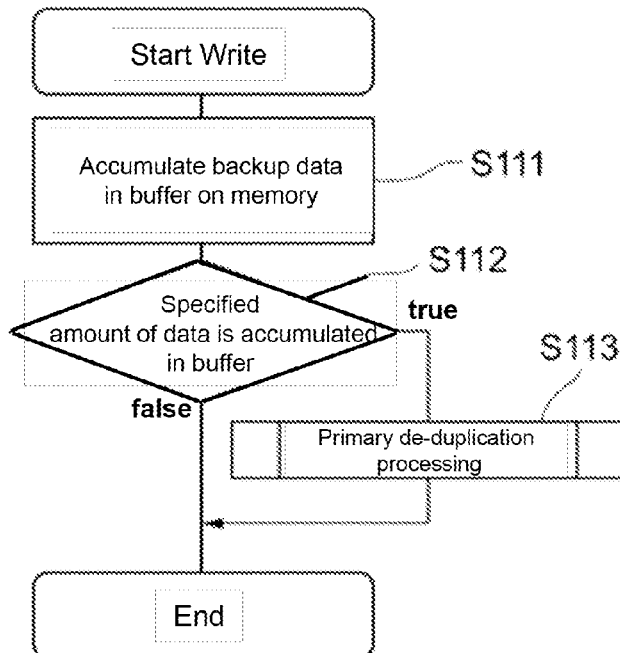 Start Write
Accumulate backup data
in buffer on memory
S111
S112
Specified
amount of data is accumulated
in buffer
true
S113
false
Primary de-duplication
processing
End